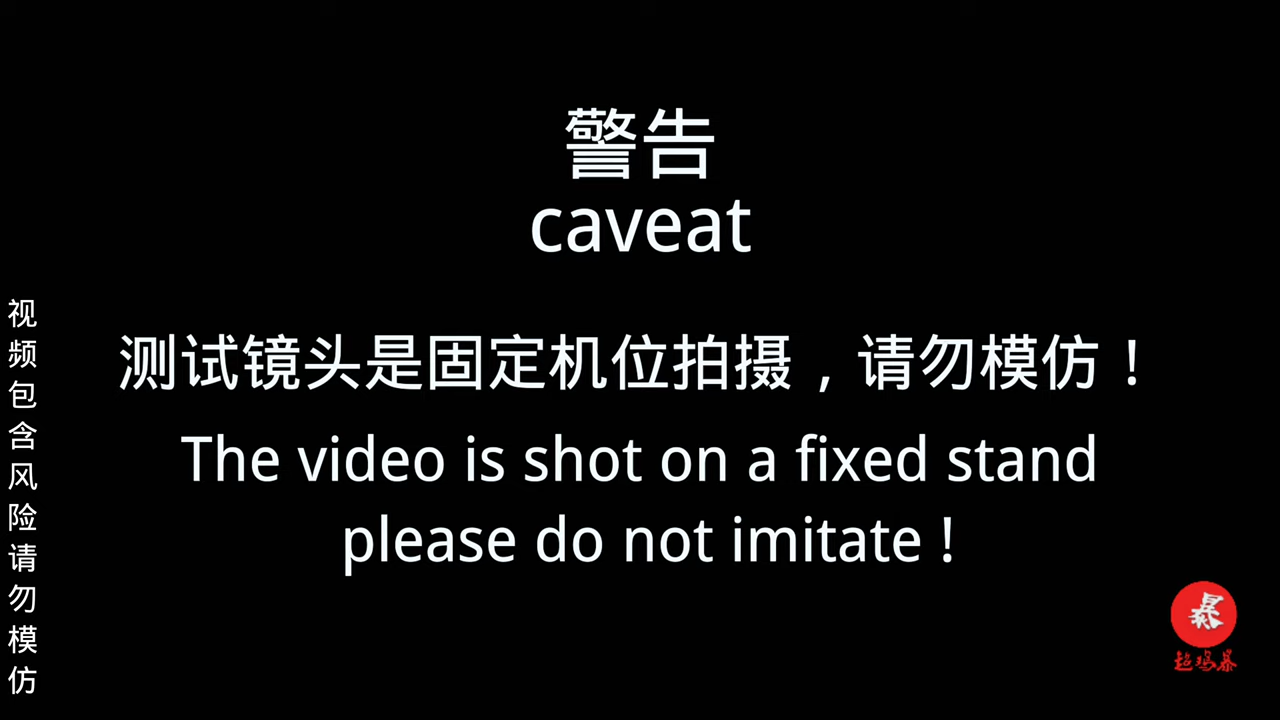 警告
caveat
测试镜头是固定机位拍摄，请勿模仿！
The video is shot on a fixed stand
please do not imitate !
视频包含风险请勿模仿
暴